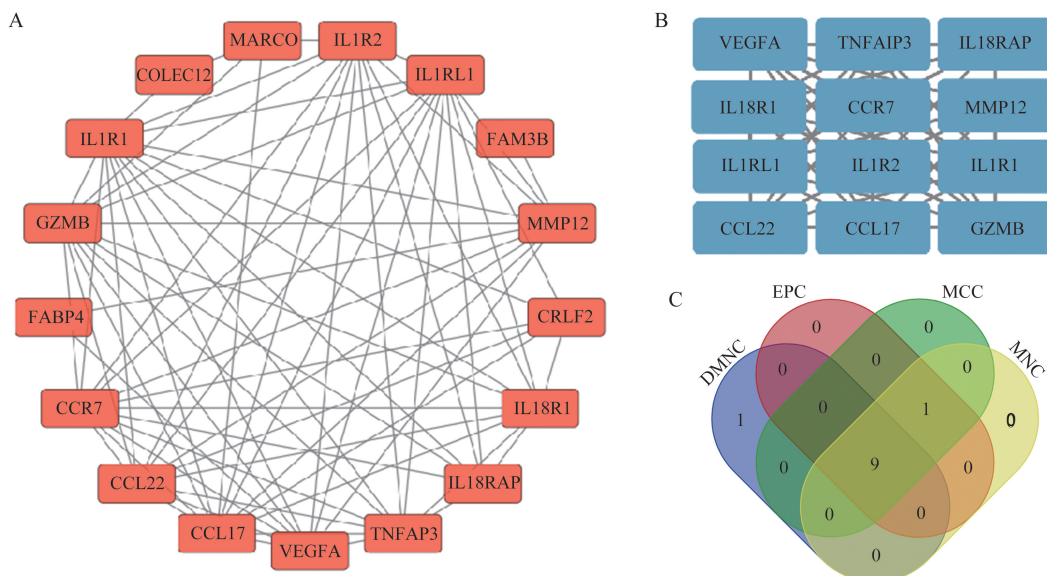 A
MARCO
IL1R2
COLEC12
IL1RL1
IL1R1
FAM3B
GZMB
MMP12
FABP4
CRLF2
CCR7
IL18R1
CCL22
IL18RAP
CCL17
TNFAP3
VEGFA
B
VEGFA TNFAIP3 IL18RAP
IL18R1 CCR7 MMP12
IL1RL1 IL1R2 IL1R1
CCL22 CCL17 GZMB
C
EPC MCC
DMNC MNC
0 0
0
0 0
1 0 1 0
0 9 0
0 0
0